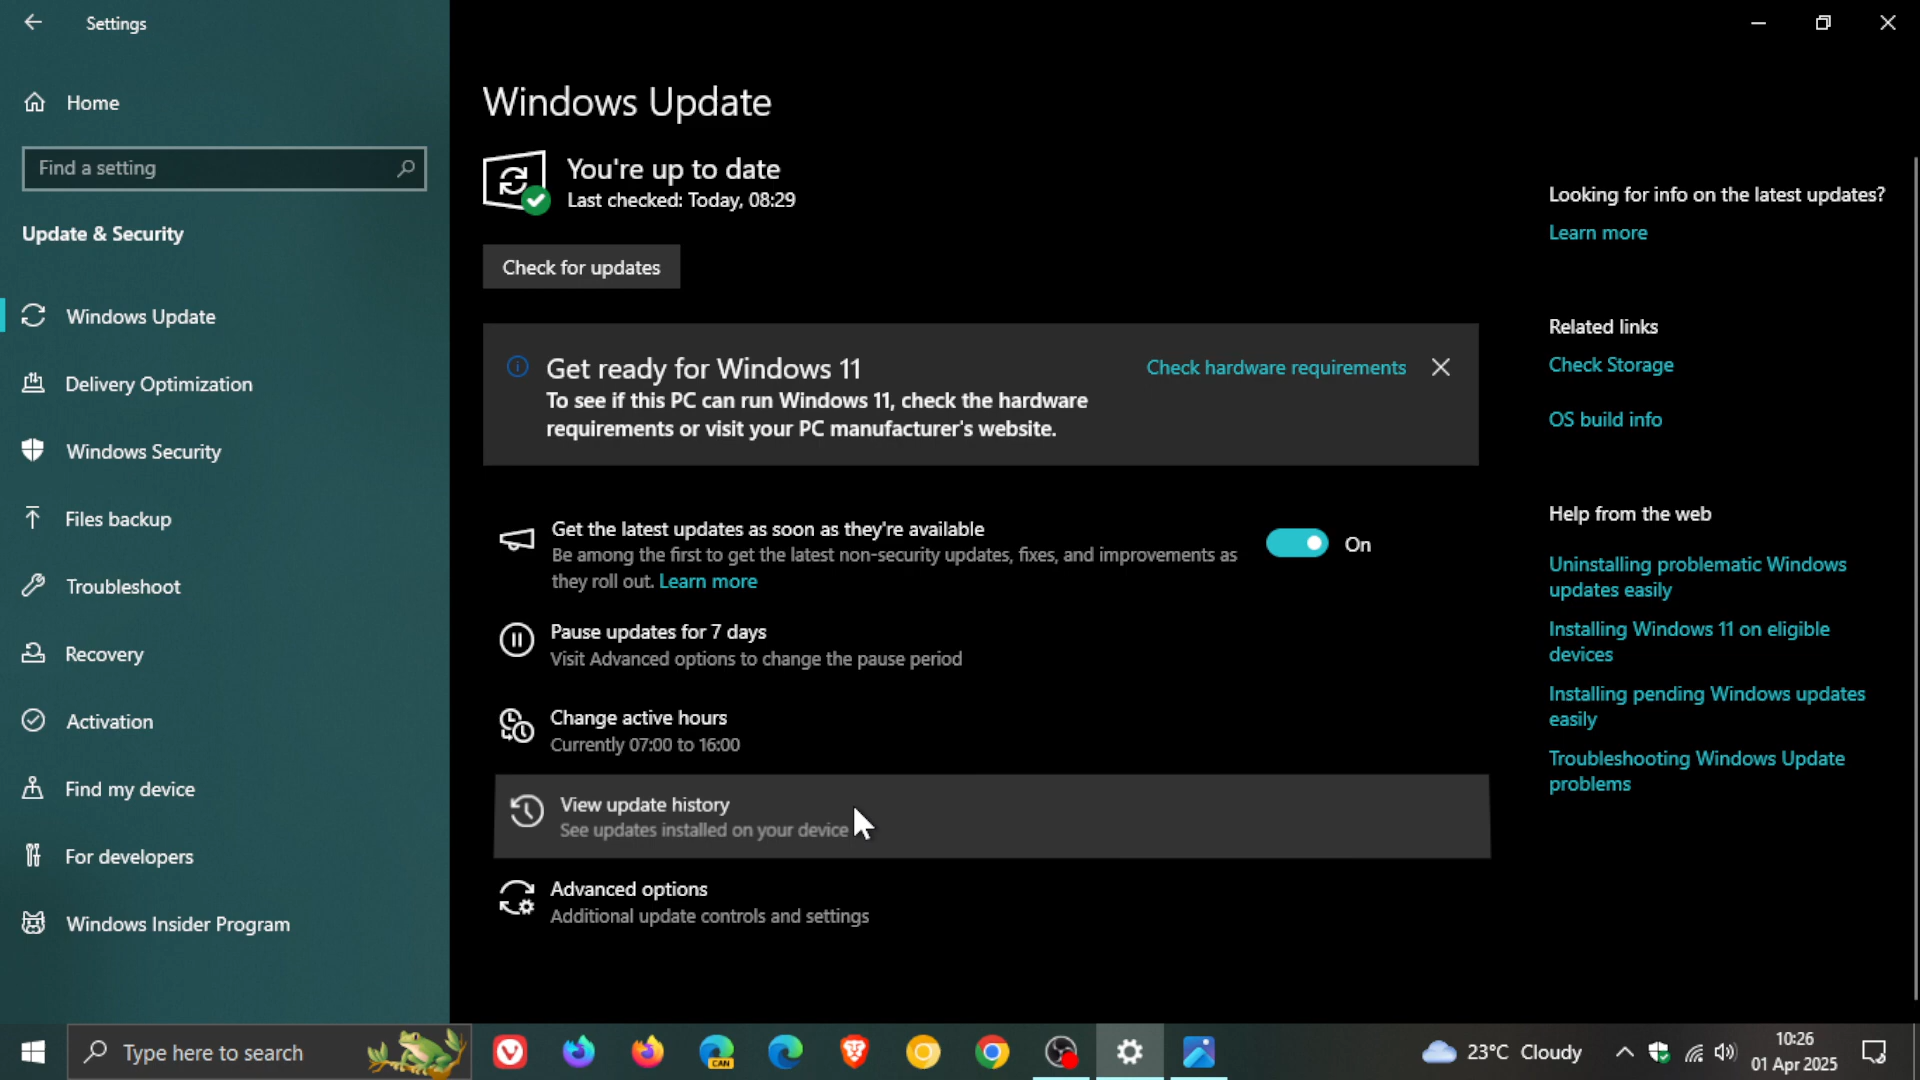 Settings
Home
Find a setting
Update & Security
Windows Update
Delivery Optimization
Windows Security
Files backup
Troubleshoot
Recovery
Activation
Find my device
For developers
Windows Insider Program
Windows Update
You're up to date
Last checked: Today, 08:29
Check for updates
Get ready for Windows 11
Check hardware requirements
To see if this PC can run Windows 11, check the hardware
requirements or visit your PC manufacturer's website.
Get the latest updates as soon as they're available
Be among the first to get the latest non-security updates, fixes, and improvements as
they roll out. Learn more
On
Pause updates for 7 days
Visit Advanced options to change the pause period
Change active hours
Currently 07:00 to 16:00
View update history
See updates installed on your device
Advanced options
Additional update controls and settings
Looking for info on the latest updates?
Learn more
Related links
Check Storage
OS build info
Help from the web
Uninstalling problematic Windows
updates easily
Installing Windows 11 on eligible
devices
Installing pending Windows updates
easily
Troubleshooting Windows Update
problems
Type here to search
CAN
23°C Cloudy
10:26
01 Apr 2025